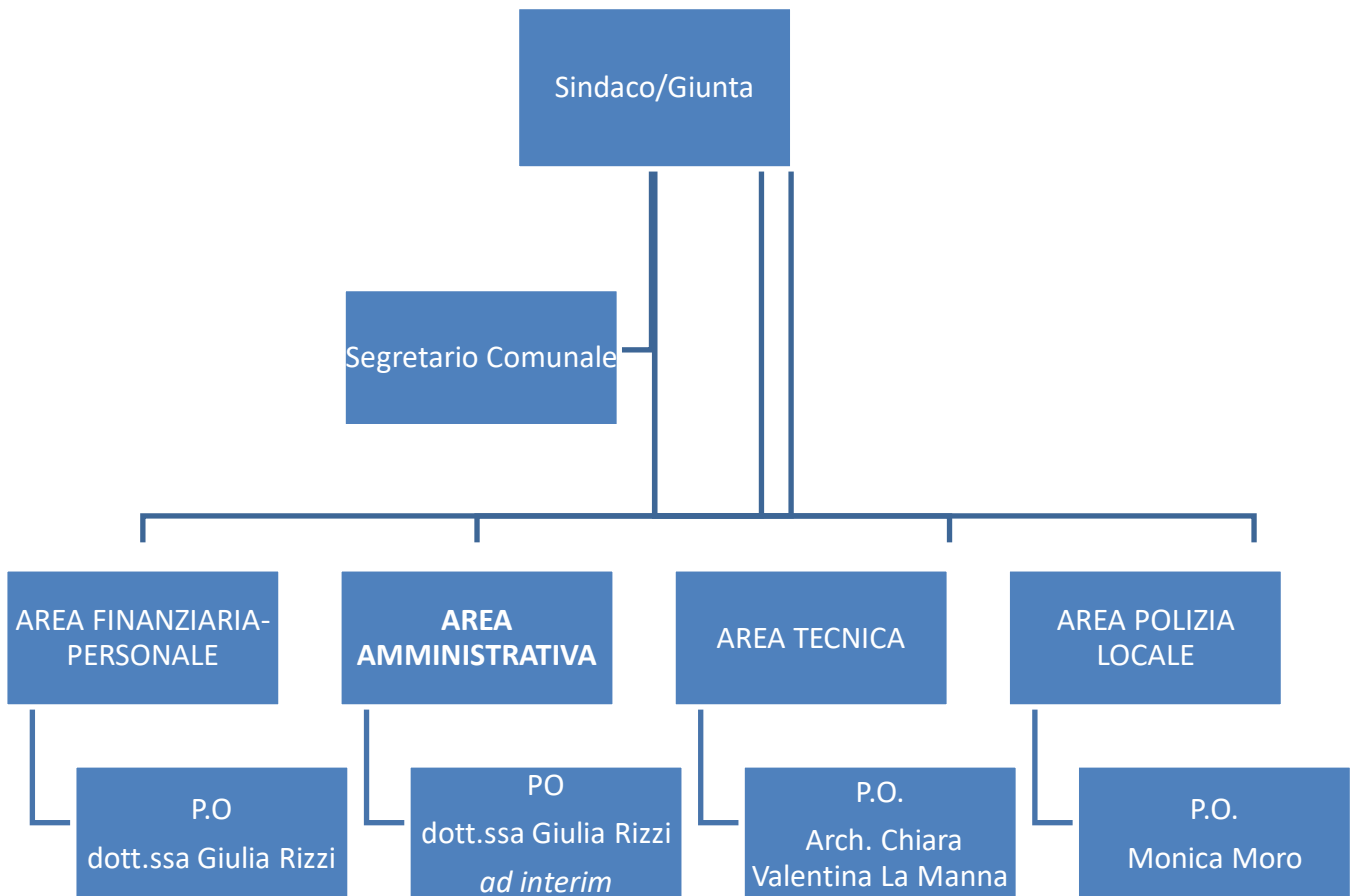 Sindaco/Giunta
Segretario Comunale
AREA FINANZIARIA-
PERSONALE
AREA
AMMINISTRATIVA
AREA TECNICA
AREA POLIZIA
LOCALE
P.O
dott.ssa Giulia Rizzi
PO
dott.ssa Giulia Rizzi
ad interim
P.O.
Arch. Chiara
Valentina La Manna
P.O.
Monica Moro